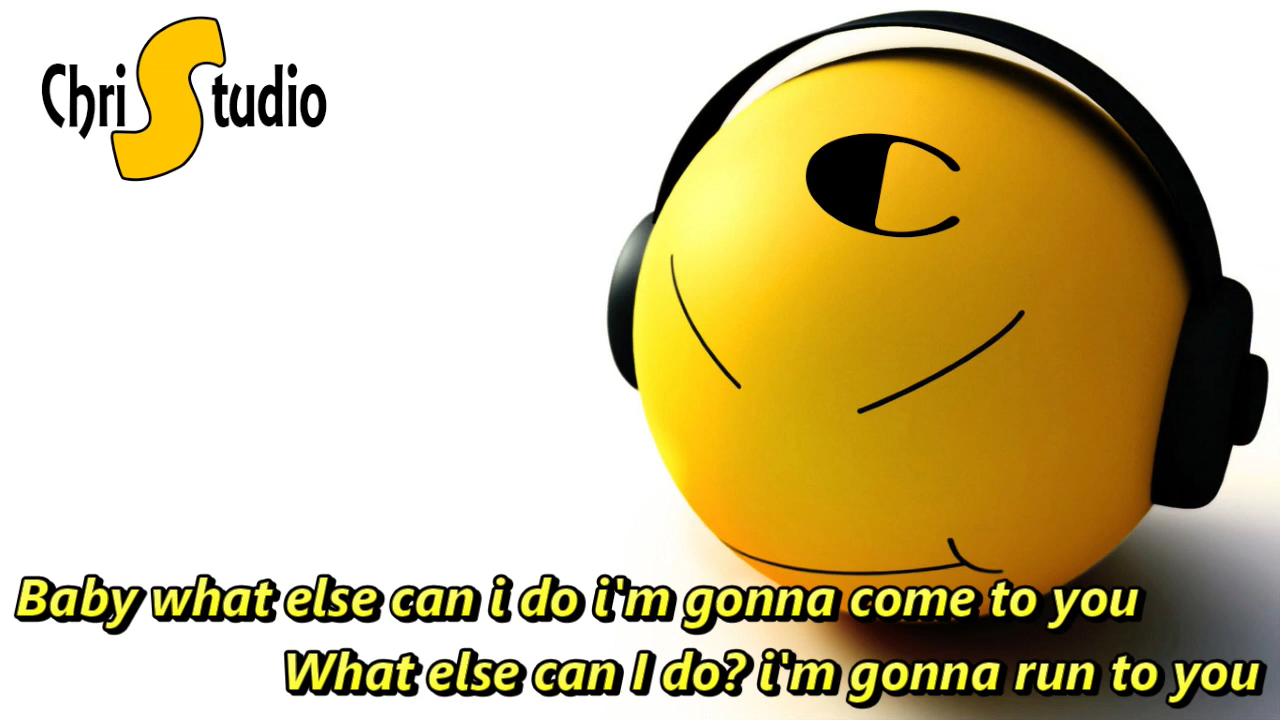 ChriStudio
Baby what else can i do i'm gonna come to you
What else can I do? i'm gonna run to you